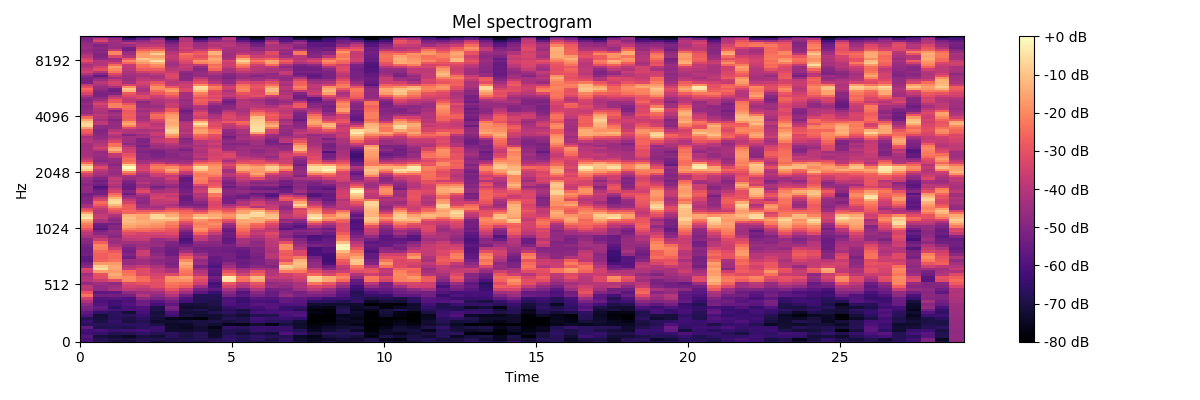 Mel spectrogram
8192
4096
2048
1024
512
0
Hz
0 5 10 15 20 25
Time
+0 dB
-10 dB
-20 dB
-30 dB
-40 dB
-50 dB
-60 dB
-70 dB
-80 dB